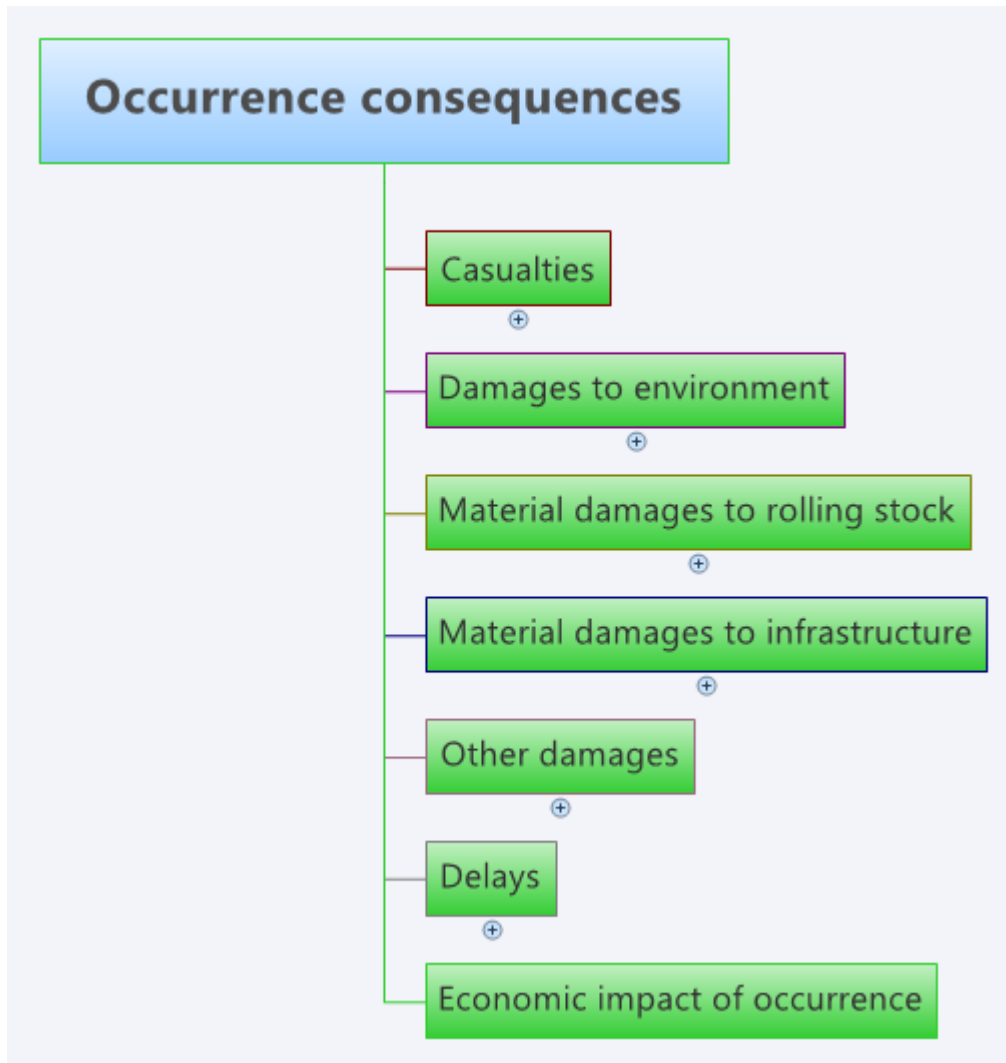 Occurrence consequences
Casualties
Damages to environment
Material damages to rolling stock
Material damages to infrastructure
Other damages
Delays
Economic impact of occurrence